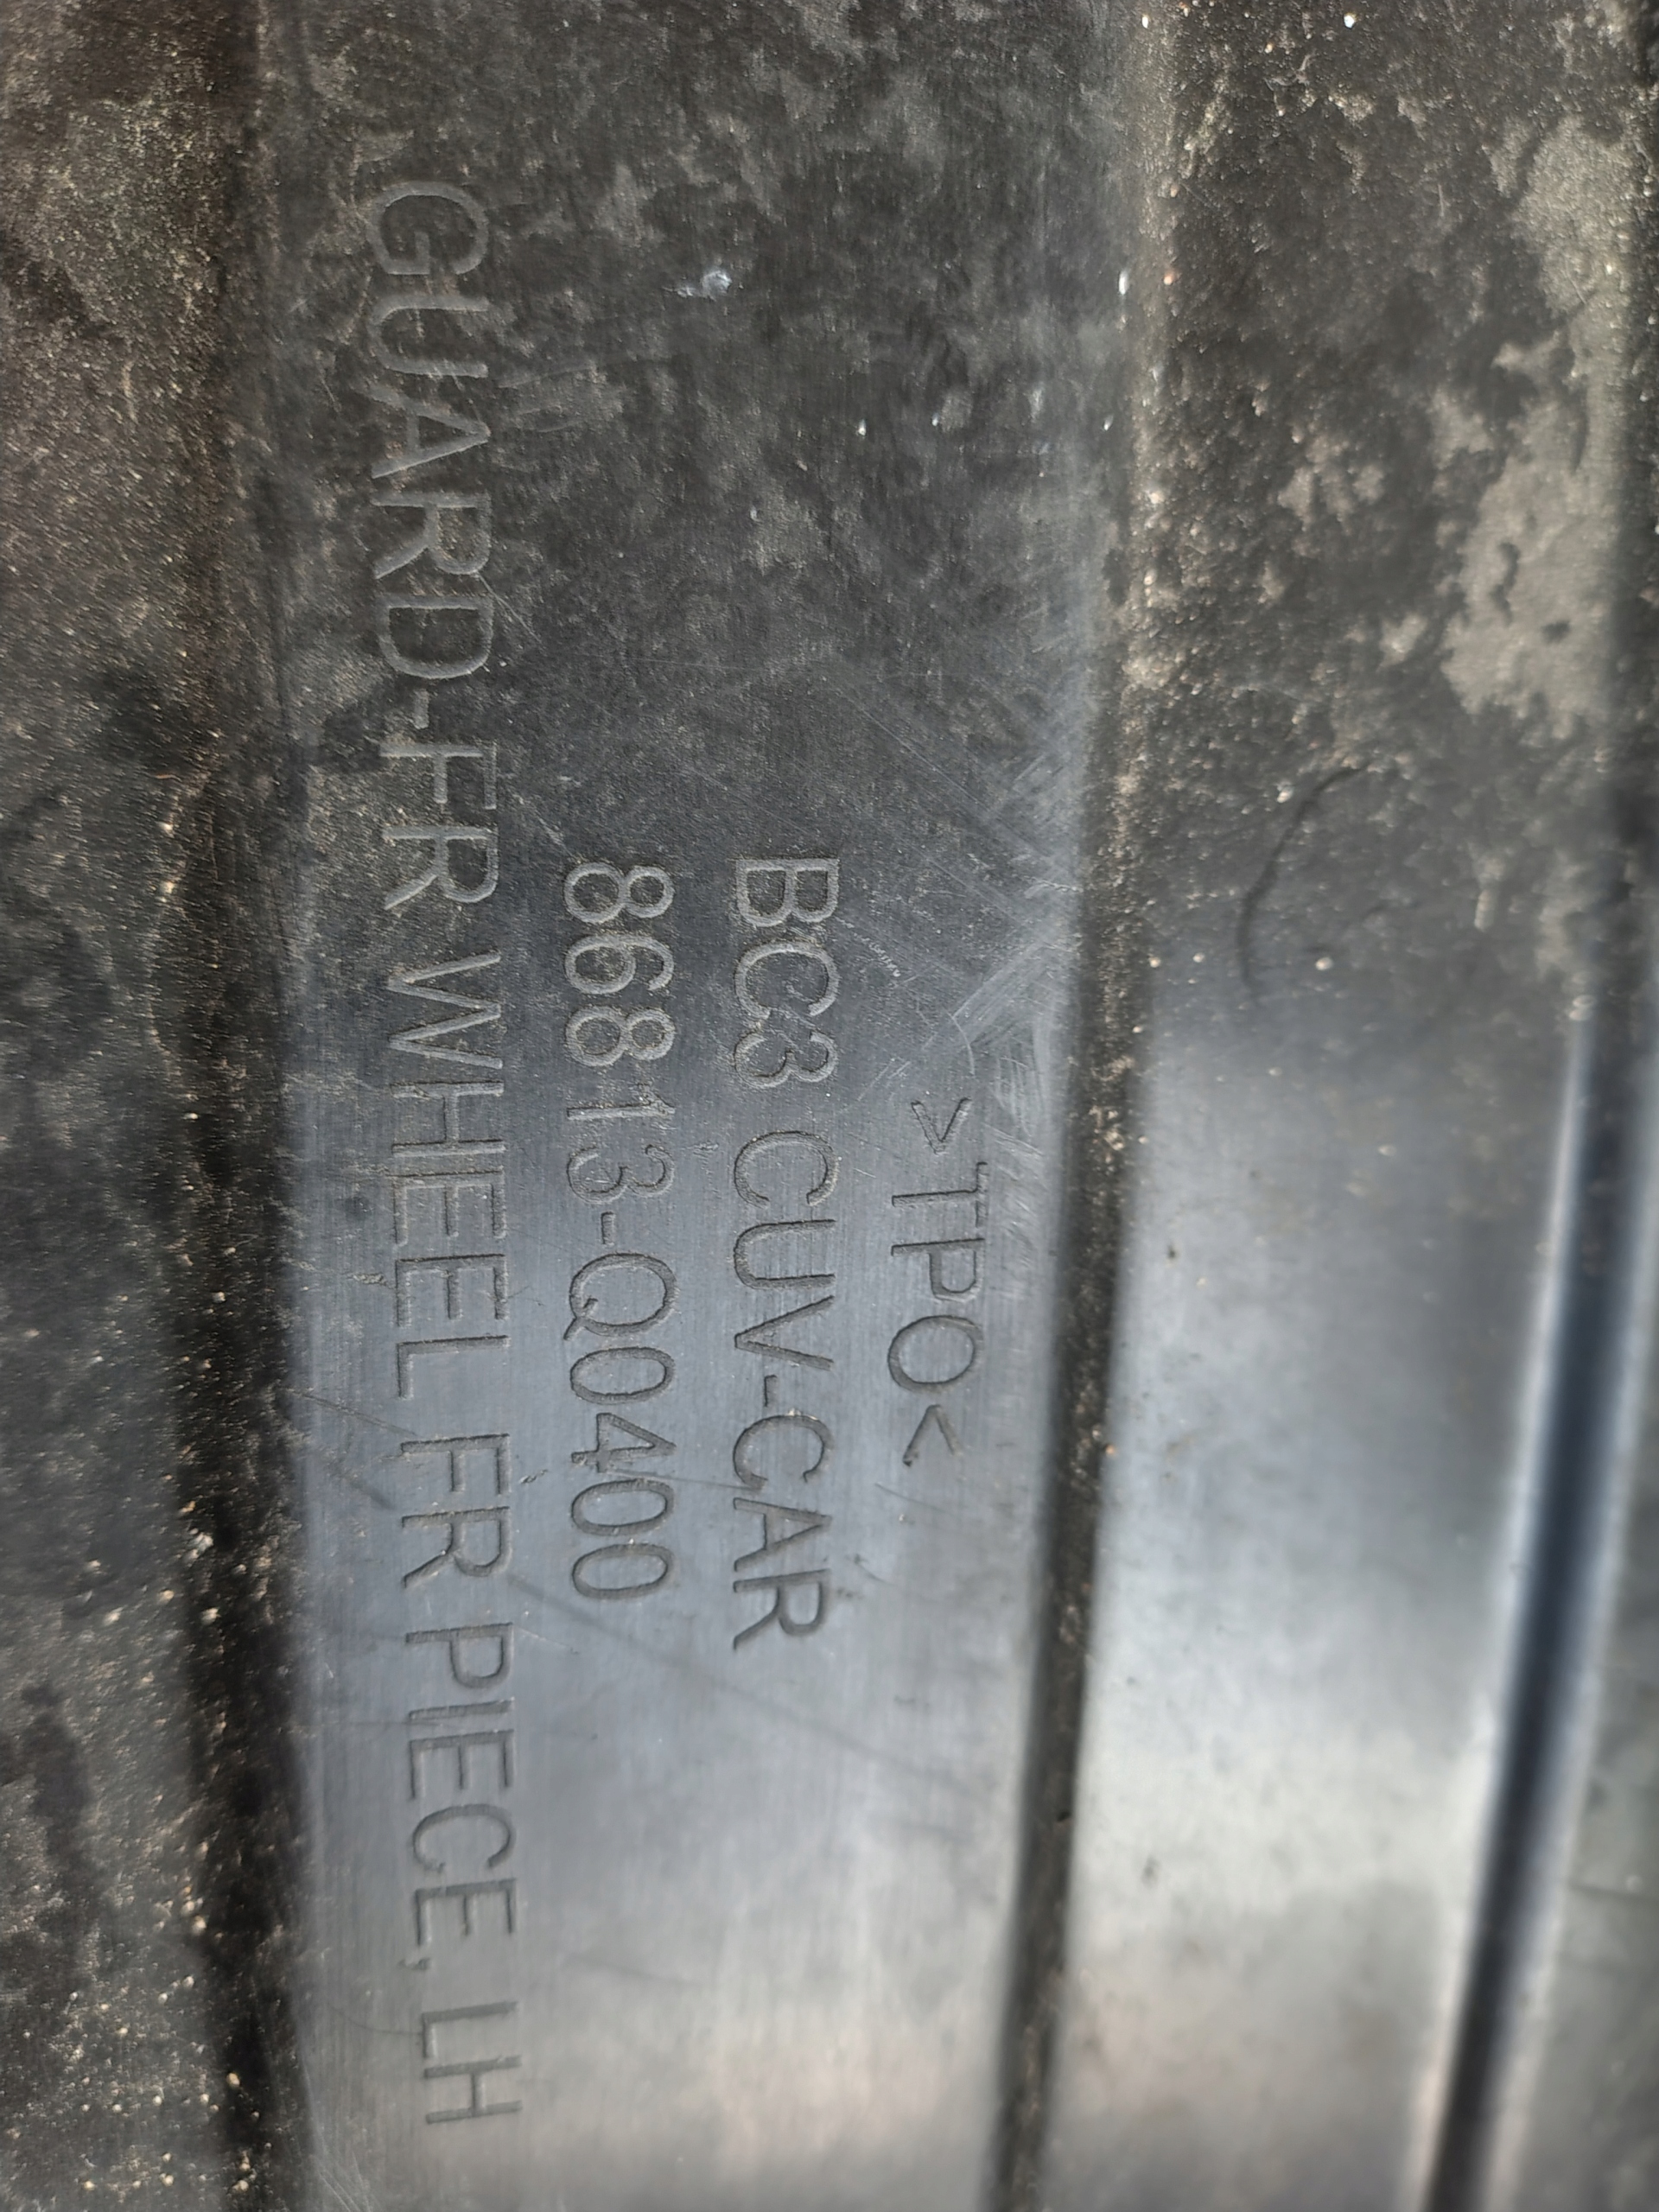 >TPO<
BC3 CUV-CAR
86813-Q0400
GUARD-FR WHEEL FR PIECE, LH